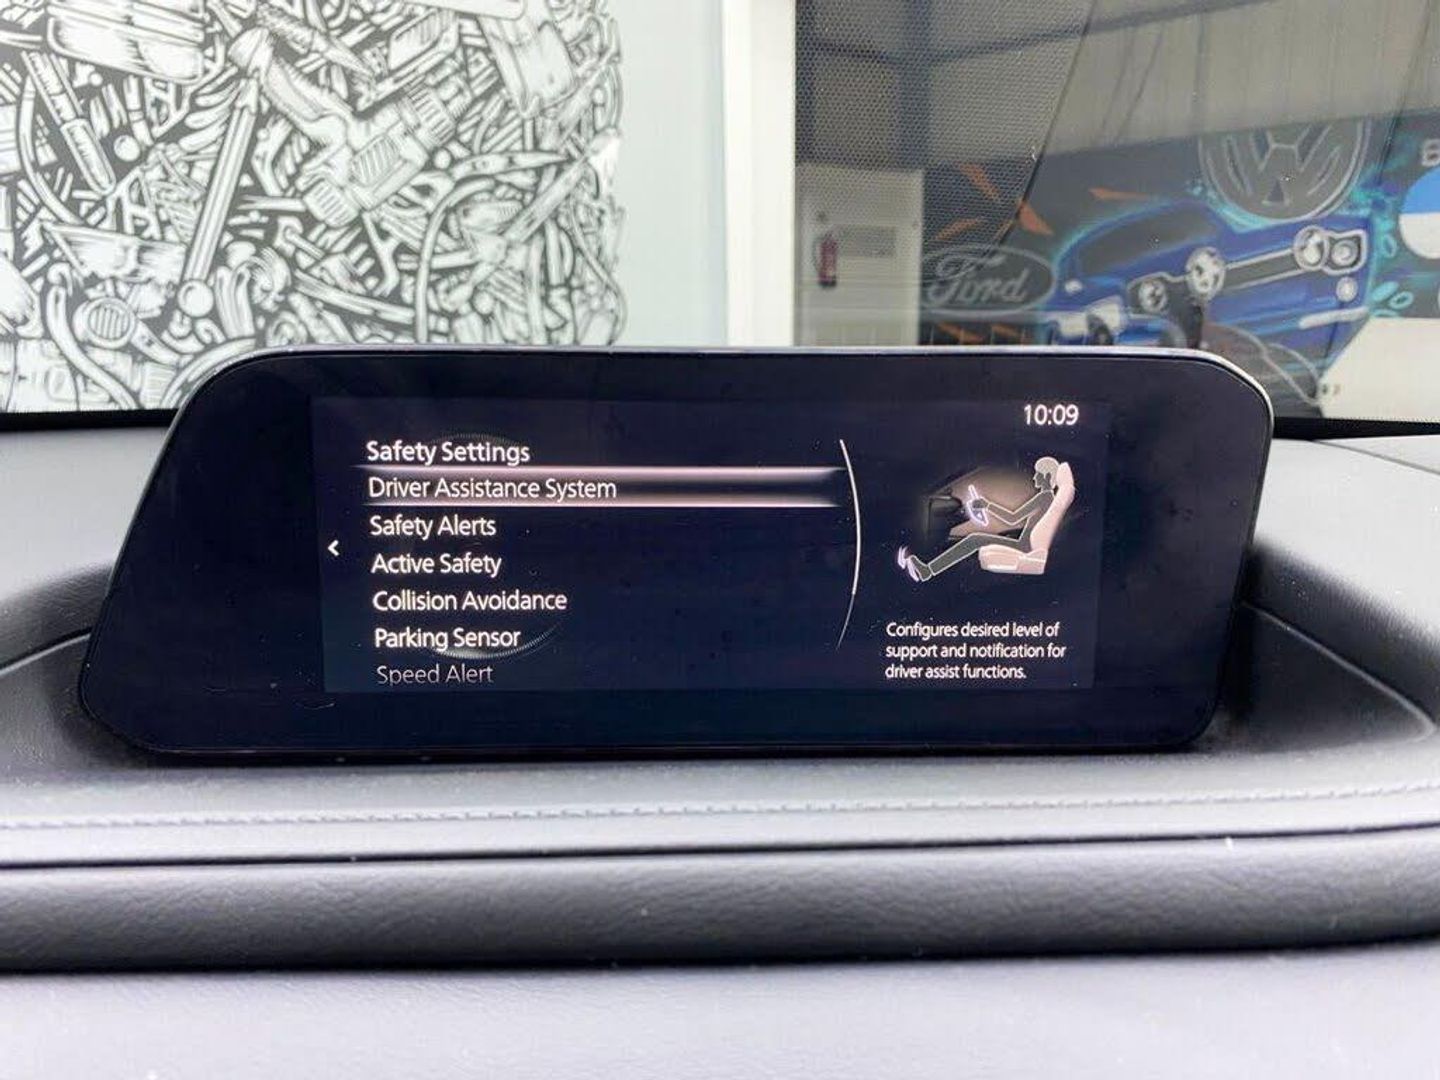 Ford
10:09
Safety Settings
Driver Assistance System
Safety Alerts
Active Safety
Collision Avoidance
Parking Sensor
Speed Alert
Configures desired level of
support and notification for
driver assist functions.